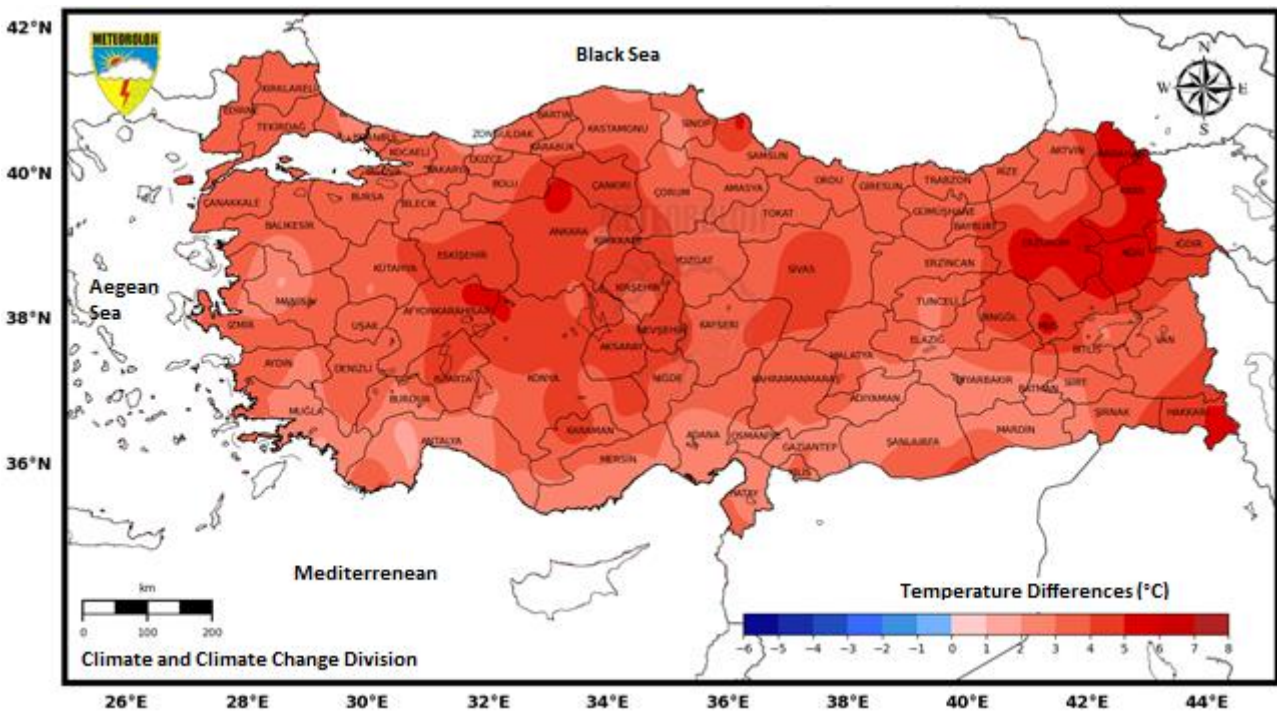 42°N
40°N
38°N
36°N
METEOROLOJİ
Black Sea
N
W E
S
Aegean
Sea
Mediterrenean
KIRKLARELİ
EDİRNE
TEKİRDAĞ
İSTANBUL
KOCAELİ
SAKARYA
DÜZCE
ZONGULDAK
BARTIN
KARABÜK
KASTAMONU
SİNOP
SAMSUN
ORDU
GİRESUN
TRABZON
RİZE
ARTVİN
ÇANAKKALE
BALIKESİR
BURSA
BİLECİK
BOLU
ÇANKIRI
ÇORUM
AMASYA
TOKAT
GÜMÜŞHANE
BAYBURT
ERZURUM
KARS
AĞRI
IĞDIR
KÜTAHYA
ESKİŞEHİR
ANKARA
KIRIKKALE
YOZGAT
SİVAS
ERZİNCAN
TUNCELİ
MANİSA
İZMİR
UŞAK
AFYONKARAHİSAR
KIRŞEHİR
NEVŞEHİR
KAYSERİ
AKSARAY
MALATYA
ELAZIĞ
BİNGÖL
MUŞ
BİTLİS
VAN
AYDIN
DENİZLİ
ISPARTA
KONYA
NİĞDE
KAHRAMANMARAŞ
ADIYAMAN
DİYARBAKIR
BATMAN
SİİRT
ŞIRNAK
HAKKARİ
MUĞLA
BURDUR
ANTALYA
KARAMAN
MERSİN
ADANA
OSMANİYE
GAZİANTEP
ŞANLIURFA
MARDİN
HATAY
km
0 100 200
Climate and Climate Change Division
Temperature Differences (°C)
−6 −5 −4 −3 −2 −1 0 1 2 3 4 5 6 7 8
26°E 28°E 30°E 32°E 34°E 36°E 38°E 40°E 42°E 44°E